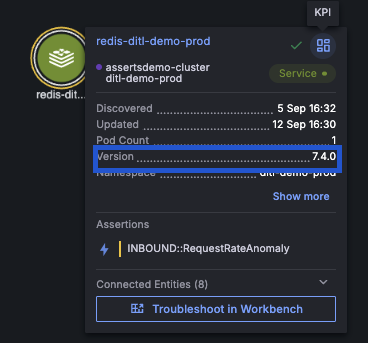 KPI
redis-ditl-demo-prod
assertsdemo-cluster
ditl-demo-prod
Service
redis-ditl...
Discovered 5 Sep 16:32
Updated 12 Sep 16:30
Pod Count 1
Version 7.4.0
Namespace ditl-demo-prod
Show more
Assertions
INBOUND::RequestRateAnomaly
Connected Entities (8)
Troubleshoot in Workbench